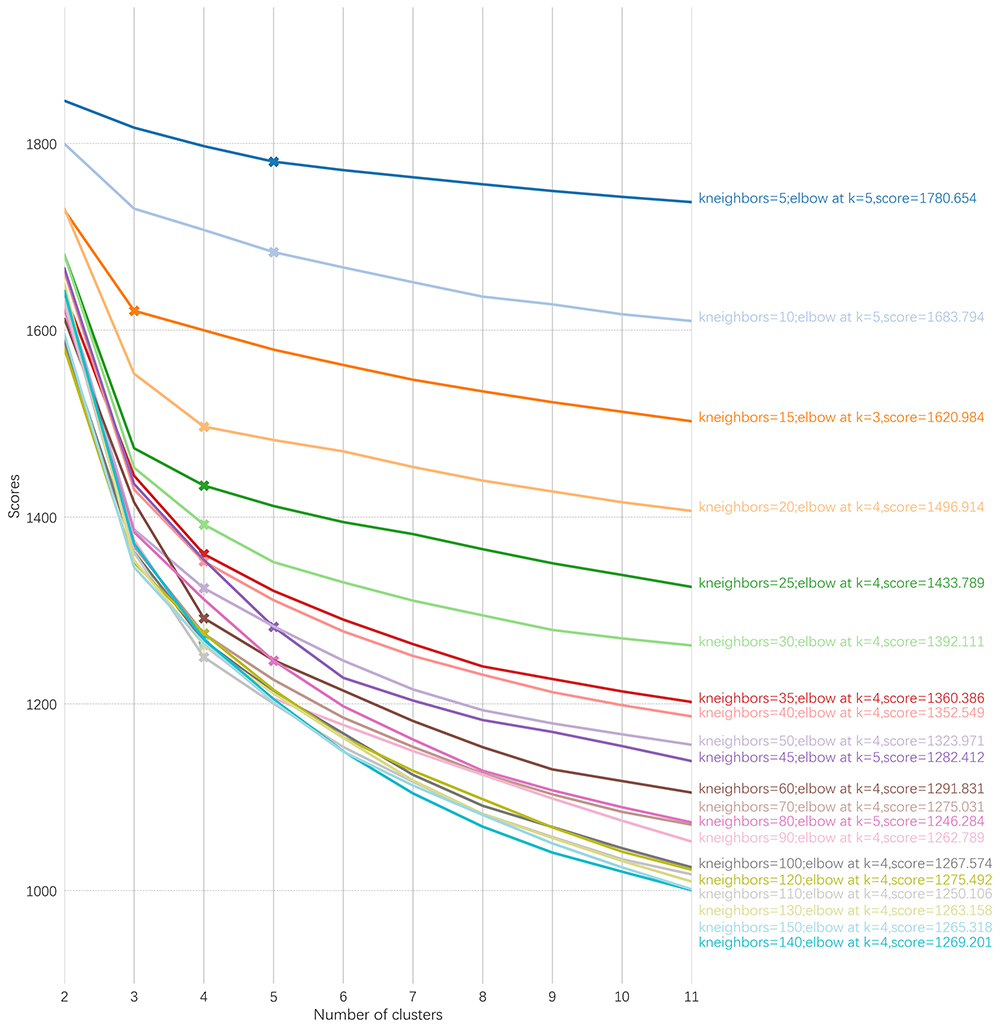 1800
1600
1400
1200
1000
Scores
2 3 4 5 6 7 8 9 10 11
Number of clusters
kneighbors=5;elbow at k=5,score=1780.654
kneighbors=10;elbow at k=5,score=1683.794
kneighbors=15;elbow at k=3,score=1620.984
kneighbors=20;elbow at k=4,score=1496.914
kneighbors=25;elbow at k=4,score=1433.789
kneighbors=30;elbow at k=4,score=1392.111
kneighbors=35;elbow at k=4,score=1360.386
kneighbors=40;elbow at k=4,score=1352.549
kneighbors=50;elbow at k=4,score=1323.971
kneighbors=45;elbow at k=5,score=1282.412
kneighbors=60;elbow at k=4,score=1291.831
kneighbors=70;elbow at k=4,score=1275.031
kneighbors=80;elbow at k=5,score=1246.284
kneighbors=90;elbow at k=4,score=1262.789
kneighbors=100;elbow at k=4,score=1267.574
kneighbors=120;elbow at k=4,score=1275.492
kneighbors=110;elbow at k=4,score=1250.106
kneighbors=130;elbow at k=4,score=1263.158
kneighbors=150;elbow at k=4,score=1265.318
kneighbors=140;elbow at k=4,score=1269.201